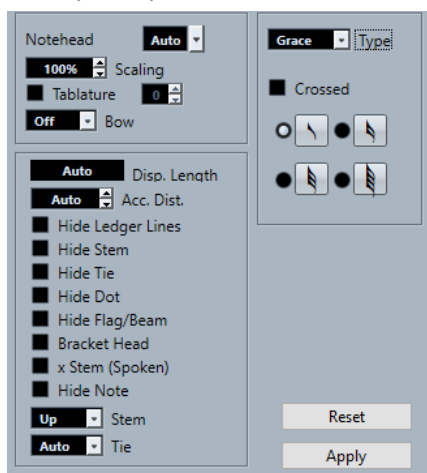 Notehead Auto
100% Scaling
Tablature 0
Off Bow
Auto Disp. Length
Auto Acc. Dist.
Hide Ledger Lines
Hide Stem
Hide Tie
Hide Dot
Hide Flag/Beam
Bracket Head
x Stem (Spoken)
Hide Note
Up Stem
Auto Tie
Grace Type
Crossed
Reset
Apply